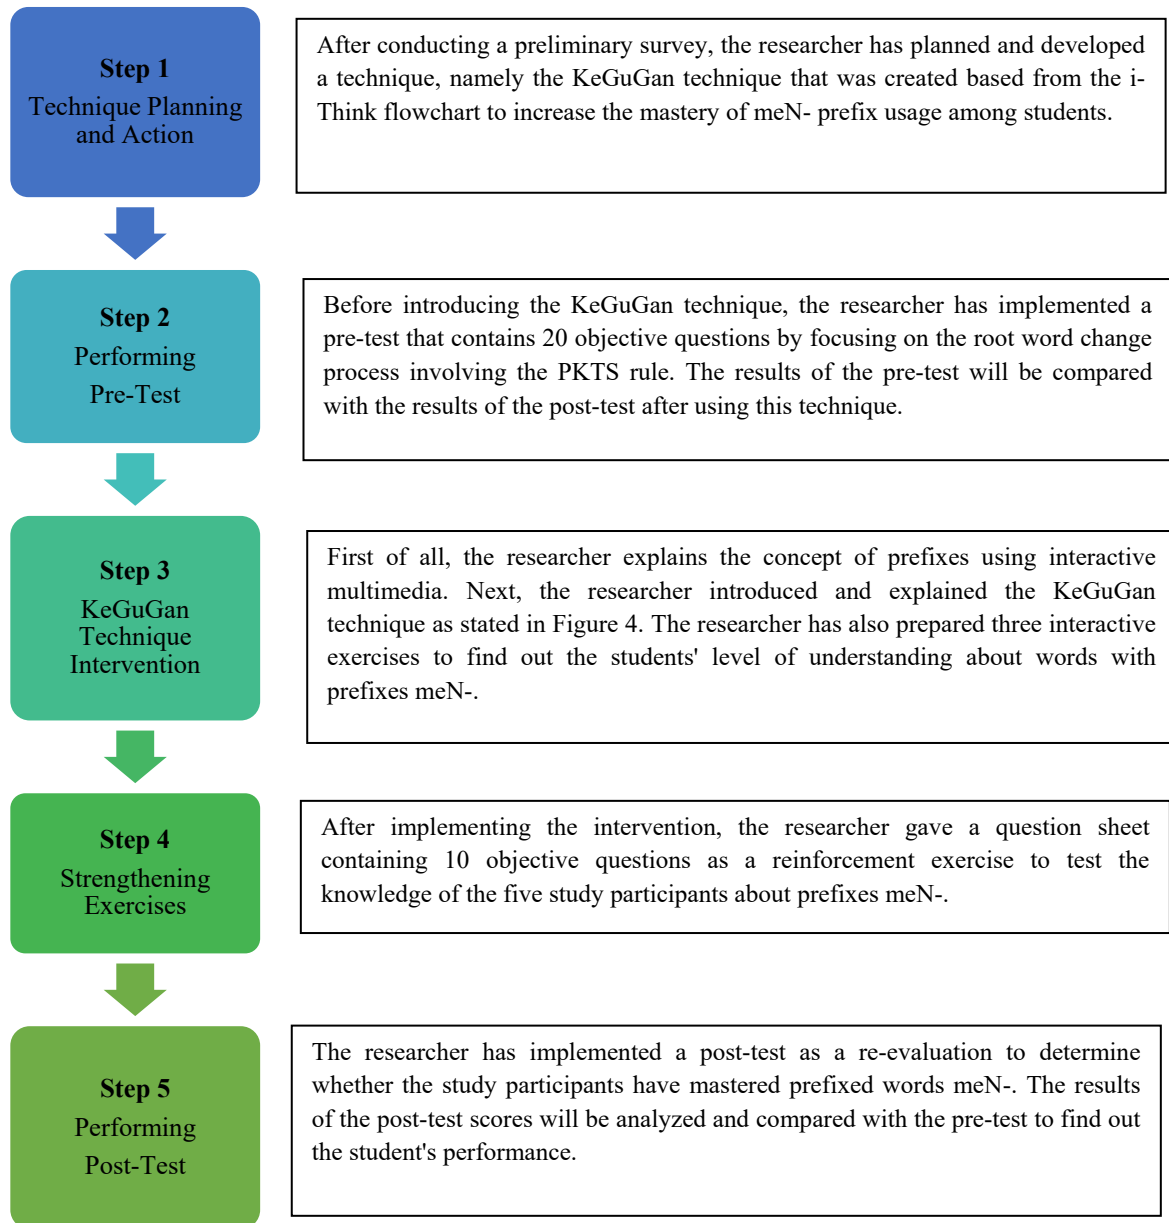 Step 1
Technique Planning
and Action
After conducting a preliminary survey, the researcher has planned and developed
a technique, namely the KeGuGan technique that was created based from the i-
Think flowchart to increase the mastery of meN- prefix usage among students.
Step 2
Performing
Pre-Test
Before introducing the KeGuGan technique, the researcher has implemented a
pre-test that contains 20 objective questions by focusing on the root word change
process involving the PKTS rule. The results of the pre-test will be compared
with the results of the post-test after using this technique.
Step 3
KeGuGan
Technique
Intervention
First of all, the researcher explains the concept of prefixes using interactive
multimedia. Next, the researcher introduced and explained the KeGuGan
technique as stated in Figure 4. The researcher has also prepared three interactive
exercises to find out the students' level of understanding about words with
prefixes meN-.
Step 4
Strengthening
Exercises
After implementing the intervention, the researcher gave a question sheet
containing 10 objective questions as a reinforcement exercise to test the
knowledge of the five study participants about prefixes meN-.
Step 5
Performing
Post-Test
The researcher has implemented a post-test as a re-evaluation to determine
whether the study participants have mastered prefixed words meN-. The results
of the post-test scores will be analyzed and compared with the pre-test to find out
the student's performance.